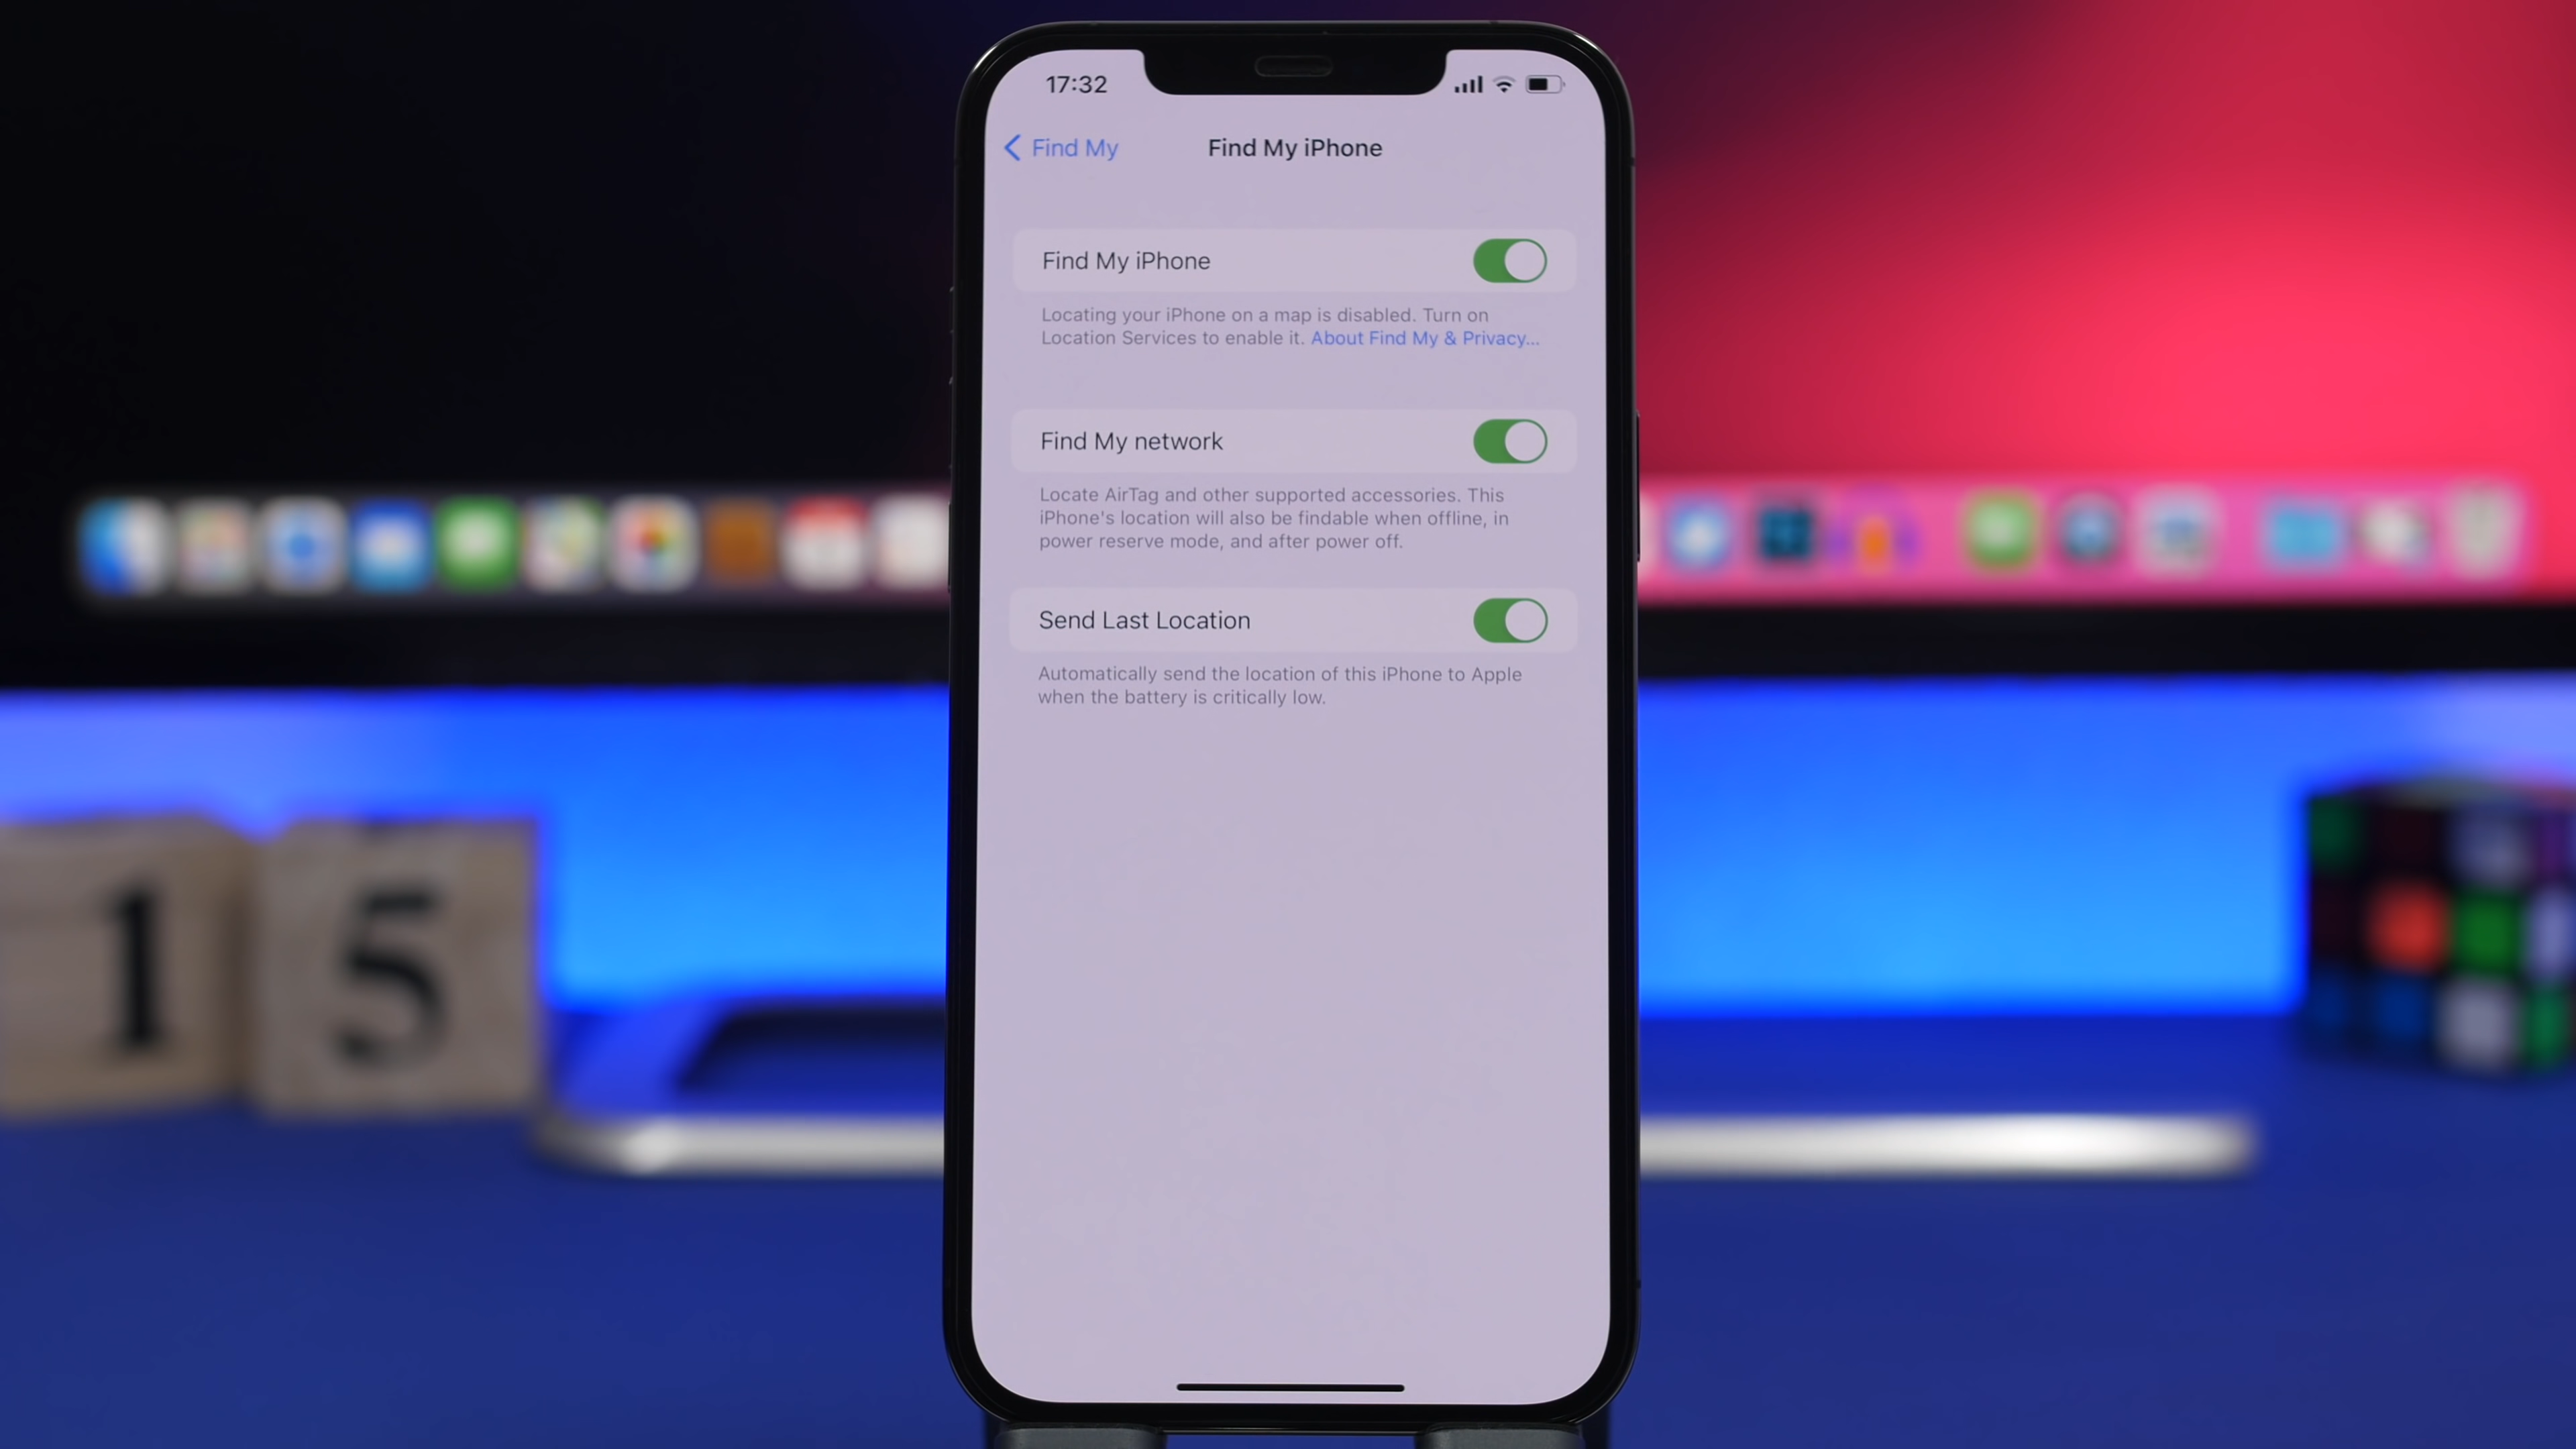 17:32
Find My
Find My iPhone
Find My iPhone
Locating your iPhone on a map is disabled. Turn on
Location Services to enable it. About Find My & Privacy...
Find My network
Locate AirTag and other supported accessories. This
iPhone's location will also be findable when offline, in
power reserve mode, and after power off.
Send Last Location
Automatically send the location of this iPhone to Apple
when the battery is critically low.
1 5